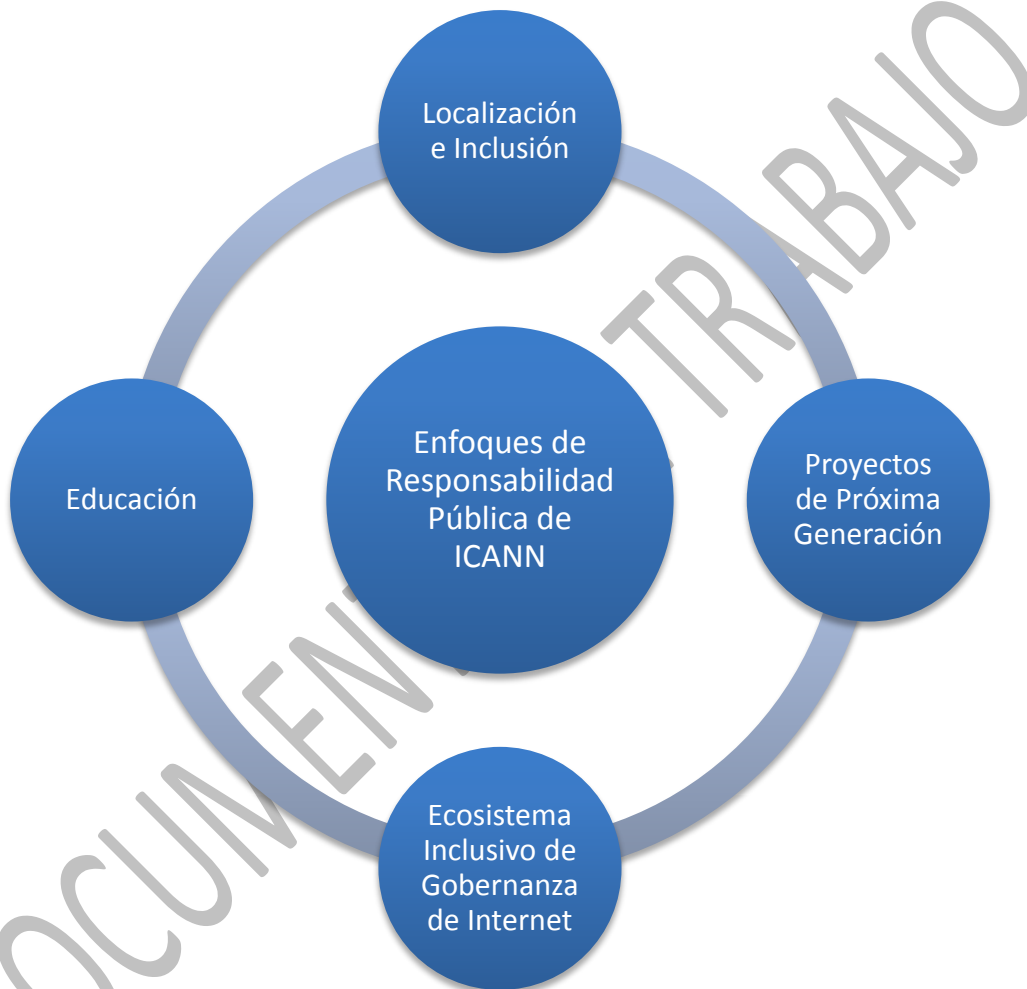 Localización
e Inclusión
Enfoques de
Responsabilidad
Pública de
ICANN
Educación
Proyectos
de Próxima
Generación
Ecosistema
Inclusivo de
Gobernanza
de Internet
TRABAJO